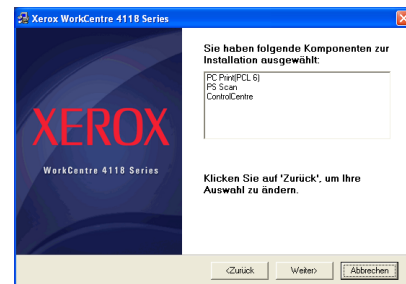 Xerox WorkCentre 4118 Series
Sie haben folgende Komponenten zur
Installation ausgewählt:
PC Print(PCL 6)
PS Scan
ControlCentre
XEROX
WorkCentre 4118 Series
Klicken Sie auf 'Zurück', um Ihre
Auswahl zu ändern.
<Zurück
Weiter>
Abbrechen